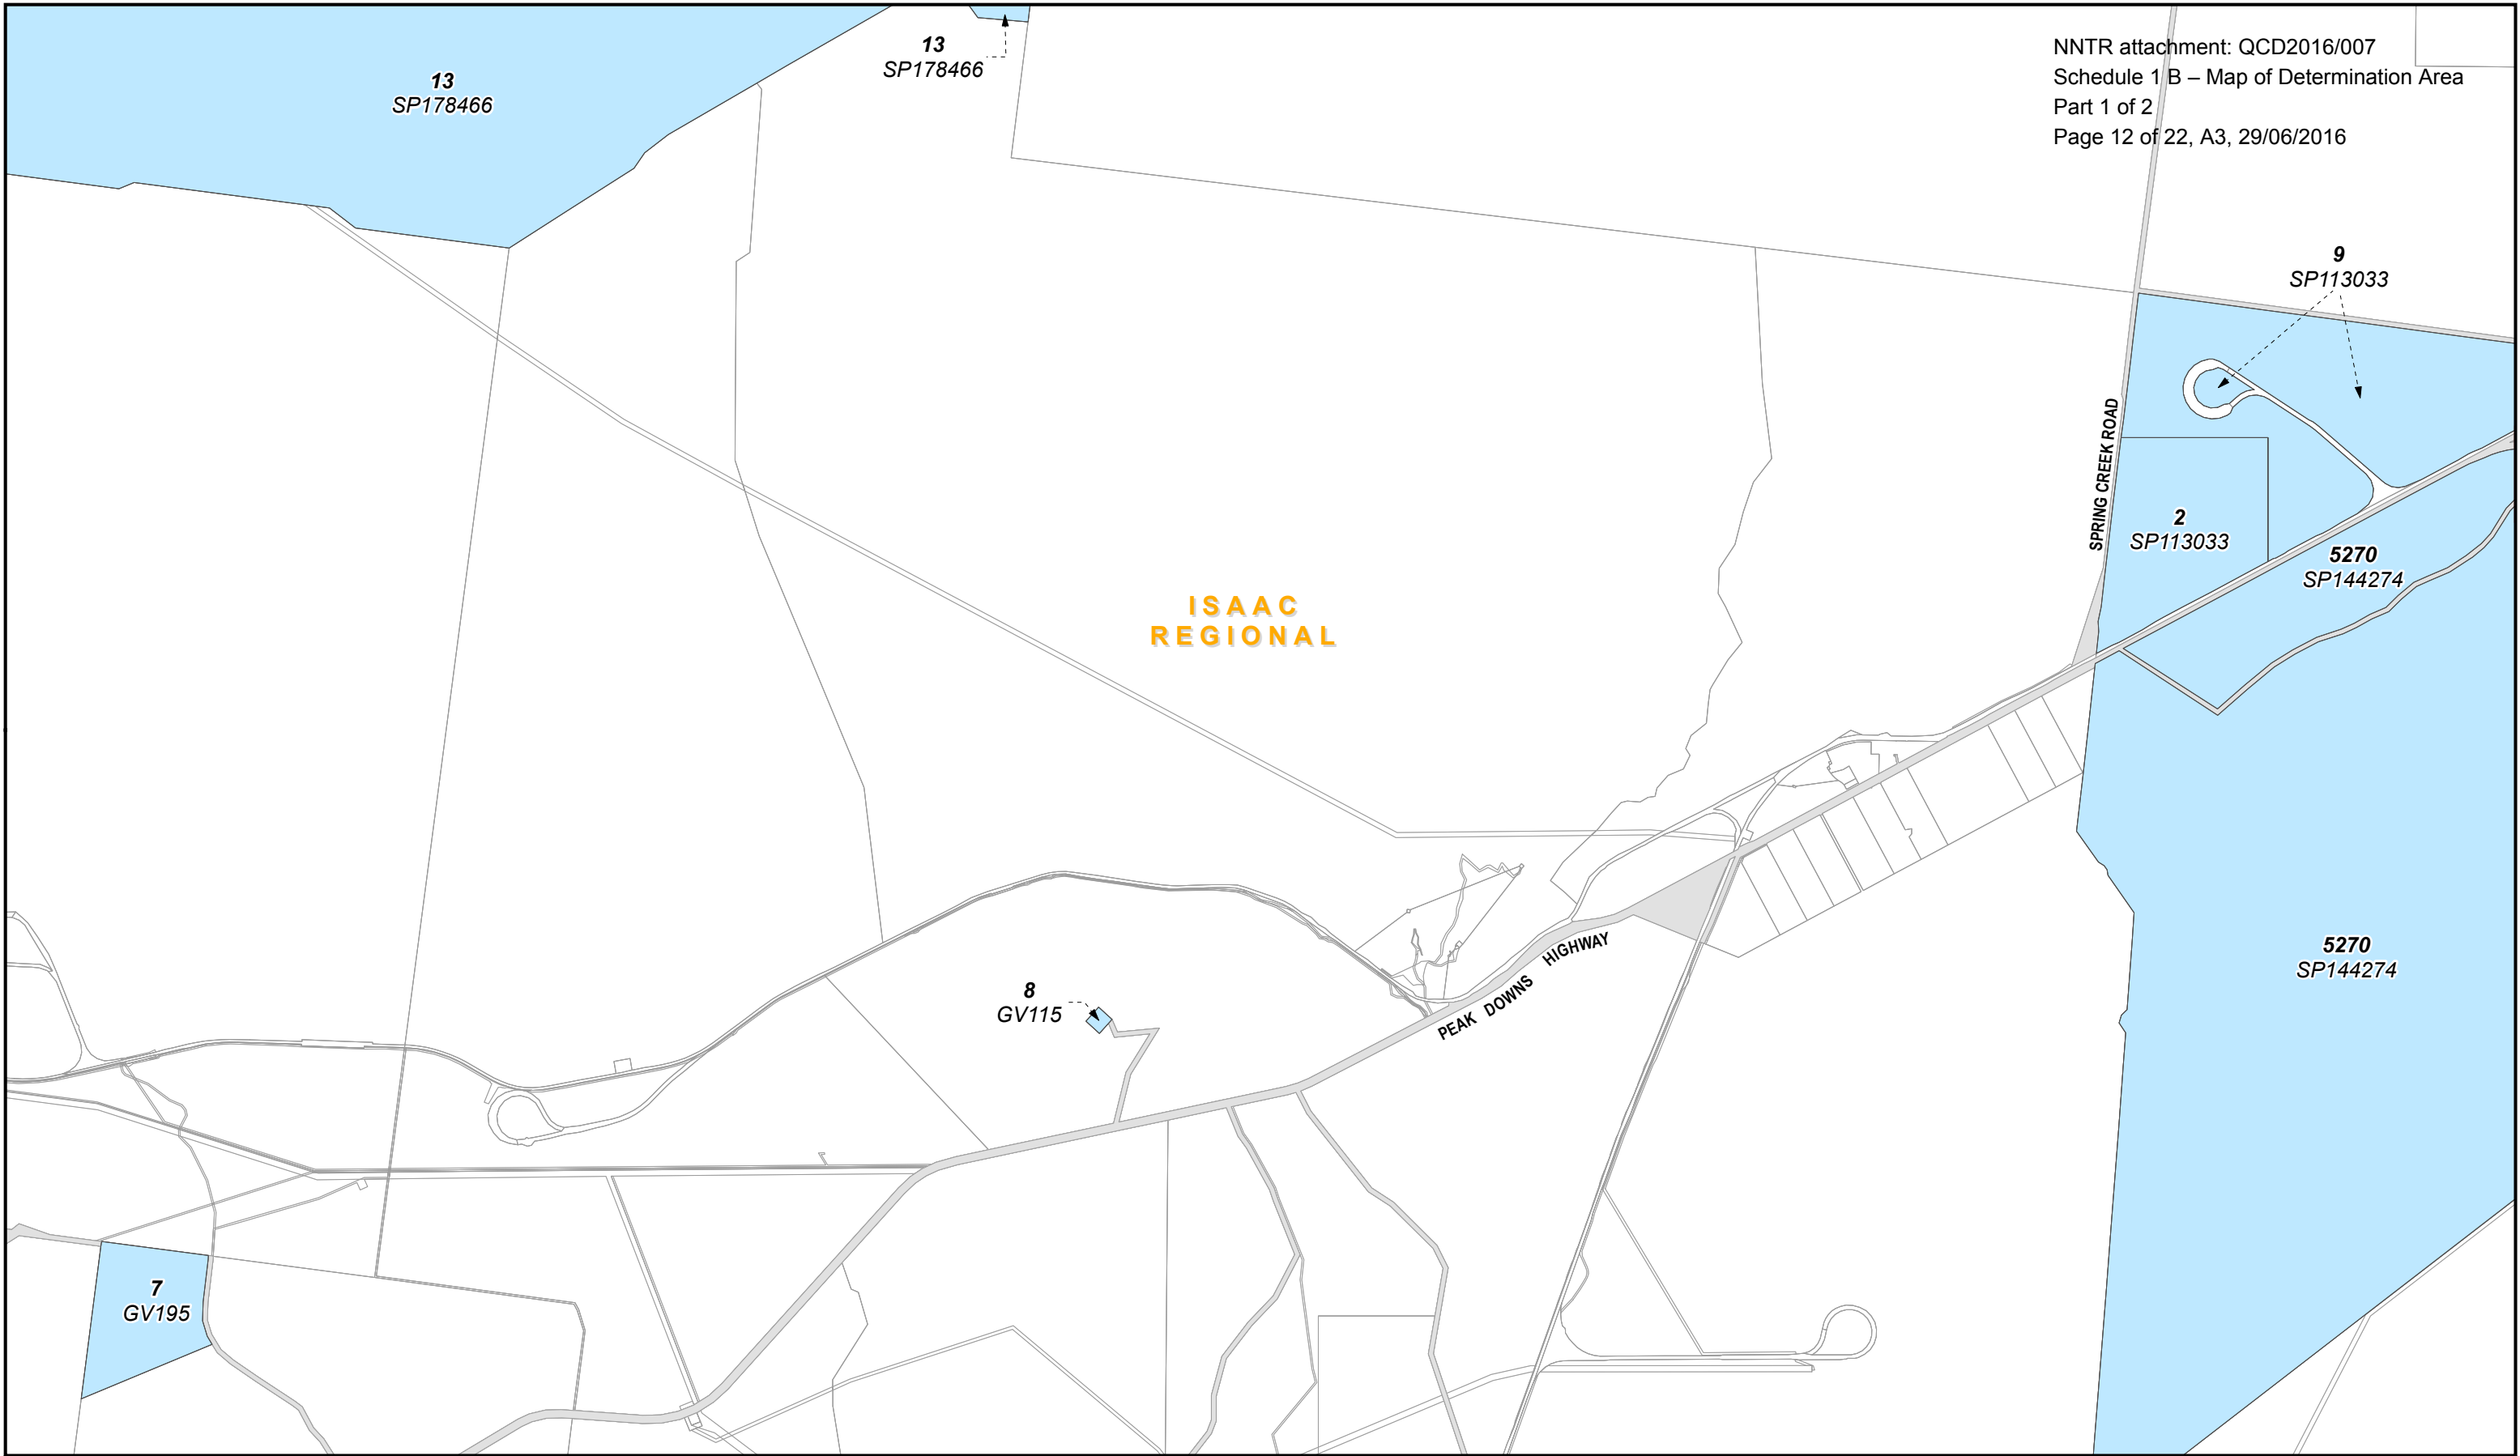 NNTR attachment: QCD2016/007
Schedule 1 B – Map of Determination Area
Part 1 of 2
Page 12 of 22, A3, 29/06/2016
13
SP178466
13
SP178466
9
SP113033
SPRING CREEK ROAD
2
SP113033
5270
SP144274
ISAAC
REGIONAL
PEAK DOWNS HIGHWAY
5270
SP144274
8
GV115
7
GV195